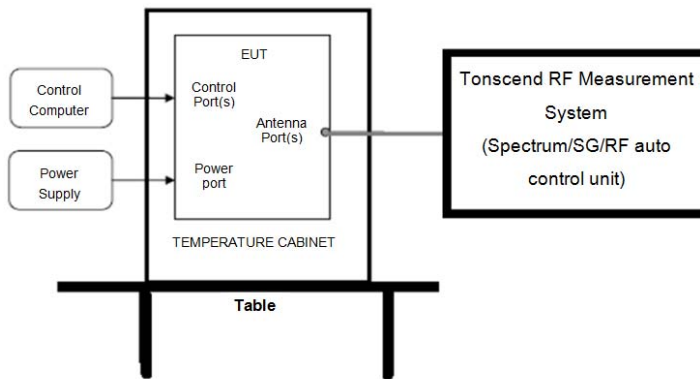 EUT
Control
Computer
Control
Port(s)
Antenna
Port(s)
Power
Supply
Power
port
TEMPERATURE CABINET
Table
Tonscend RF Measurement
System
(Spectrum/SG/RF auto
control unit)